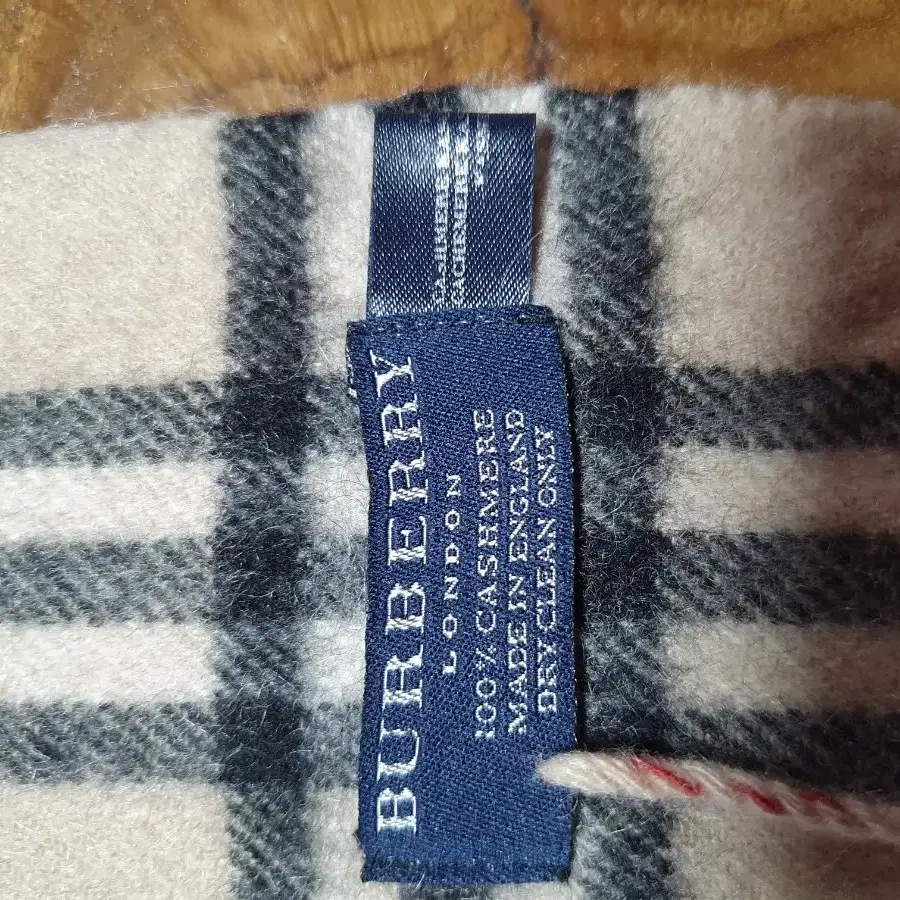 BURBERRY
LONDON
100% CASHMERE
MADE IN ENGLAND
DRY CLEAN ONLY